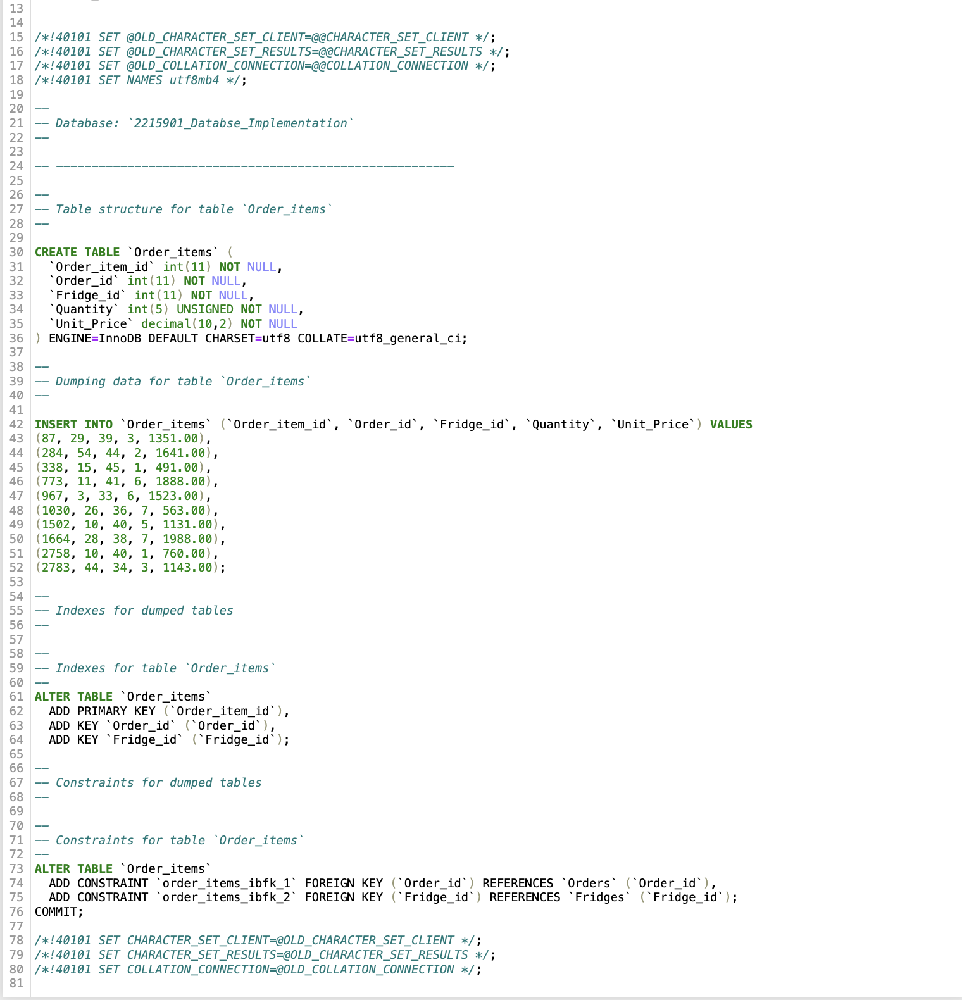 13
14
15 /*!40101 SET @OLD_CHARACTER_SET_CLIENT=@@CHARACTER_SET_CLIENT */;
16 /*!40101 SET @OLD_CHARACTER_SET_RESULTS=@@CHARACTER_SET_RESULTS */;
17 /*!40101 SET @OLD_COLLATION_CONNECTION=@@COLLATION_CONNECTION */;
18 /*!40101 SET NAMES utf8mb4 */;
19
20 --
21 -- Database: `2215901_Databse_Implementation`
22 --
23
24 -- --------------------------------------------------------
25
26 --
27 -- Table structure for table `Order_items`
28 --
29
30 CREATE TABLE `Order_items` (
31   `Order_item_id` int(11) NOT NULL,
32   `Order_id` int(11) NOT NULL,
33   `Fridge_id` int(11) NOT NULL,
34   `Quantity` int(5) UNSIGNED NOT NULL,
35   `Unit_Price` decimal(10,2) NOT NULL
36 ) ENGINE=InnoDB DEFAULT CHARSET=utf8 COLLATE=utf8_general_ci;
37
38 --
39 -- Dumping data for table `Order_items`
40 --
41
42 INSERT INTO `Order_items` (`Order_item_id`, `Order_id`, `Fridge_id`, `Quantity`, `Unit_Price`) VALUES
43 (87, 29, 39, 3, 1351.00),
44 (284, 54, 44, 2, 1641.00),
45 (338, 15, 45, 1, 491.00),
46 (773, 11, 41, 6, 1888.00),
47 (967, 3, 33, 6, 1523.00),
48 (1030, 26, 36, 7, 563.00),
49 (1502, 10, 40, 5, 1131.00),
50 (1664, 28, 38, 7, 1988.00),
51 (2758, 10, 40, 1, 760.00),
52 (2783, 44, 34, 3, 1143.00);
53
54 --
55 -- Indexes for dumped tables
56 --
57
58 --
59 -- Indexes for table `Order_items`
60 --
61 ALTER TABLE `Order_items`
62   ADD PRIMARY KEY (`Order_item_id`),
63   ADD KEY `Order_id` (`Order_id`),
64   ADD KEY `Fridge_id` (`Fridge_id`);
65
66 --
67 -- Constraints for dumped tables
68 --
69
70 --
71 -- Constraints for table `Order_items`
72 --
73 ALTER TABLE `Order_items`
74   ADD CONSTRAINT `order_items_ibfk_1` FOREIGN KEY (`Order_id`) REFERENCES `Orders` (`Order_id`),
75   ADD CONSTRAINT `order_items_ibfk_2` FOREIGN KEY (`Fridge_id`) REFERENCES `Fridges` (`Fridge_id`);
76 COMMIT;
77
78 /*!40101 SET CHARACTER_SET_CLIENT=@OLD_CHARACTER_SET_CLIENT */;
79 /*!40101 SET CHARACTER_SET_RESULTS=@OLD_CHARACTER_SET_RESULTS */;
80 /*!40101 SET COLLATION_CONNECTION=@OLD_COLLATION_CONNECTION */;
81